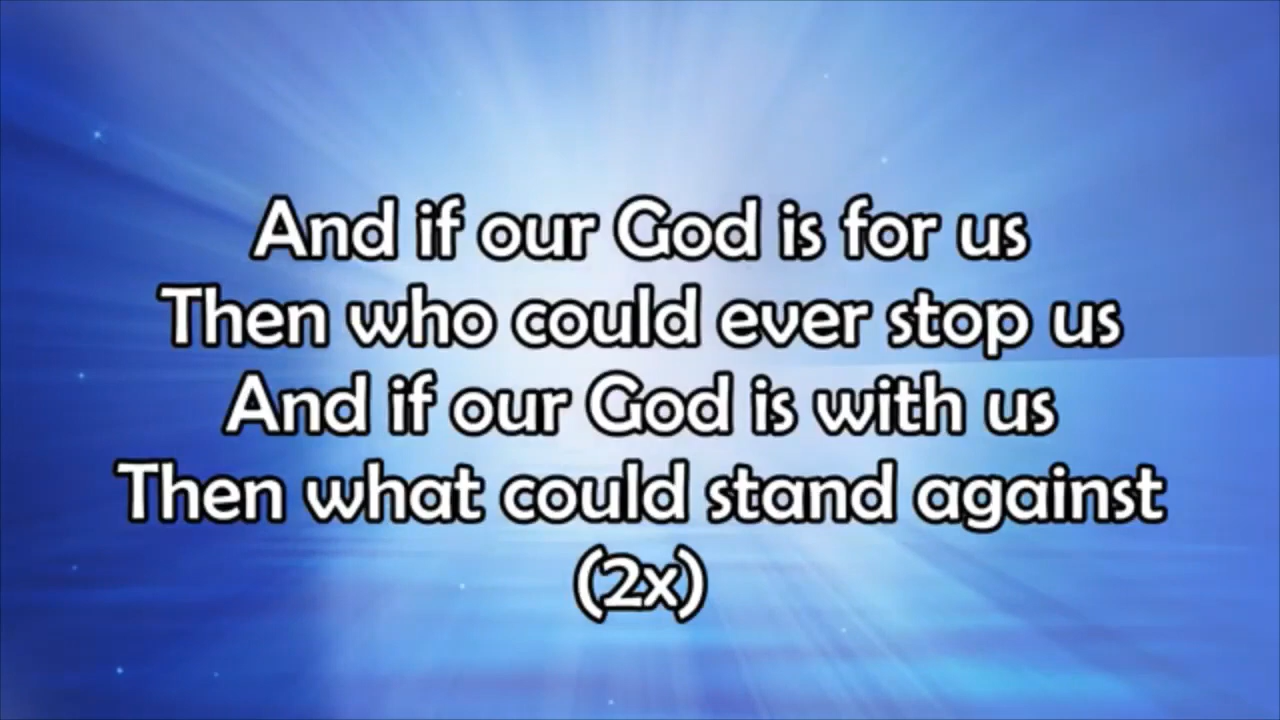 And if our God is for us
Then who could ever stop us
And if our God is with us
Then what could stand against
(2x)